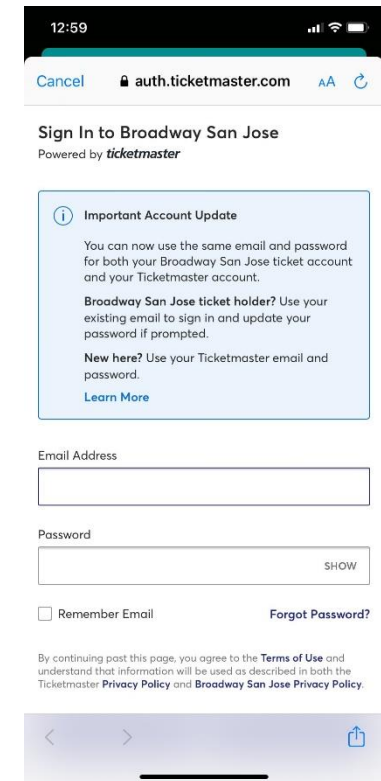 12:59
Cancel auth.ticketmaster.com AA
Sign In to Broadway San Jose
Powered by ticketmaster
Important Account Update
You can now use the same email and password
for both your Broadway San Jose ticket account
and your Ticketmaster account.
Broadway San Jose ticket holder? Use your
existing email to sign in and update your
password if prompted.
New here? Use your Ticketmaster email and
password.
Learn More
Email Address
Password
SHOW
Remember Email Forgot Password?
By continuing past this page, you agree to the Terms of Use and
understand that information will be used as described in both the
Ticketmaster Privacy Policy and Broadway San Jose Privacy Policy.